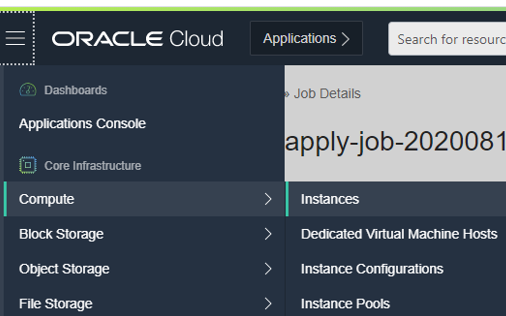 ORACLE Cloud
Applications
Search for resourc
Dashboards
Applications Console
Core Infrastructure
Compute
Block Storage
Object Storage
File Storage
» Job Details
apply-job-2020081
Instances
Dedicated Virtual Machine Hosts
Instance Configurations
Instance Pools